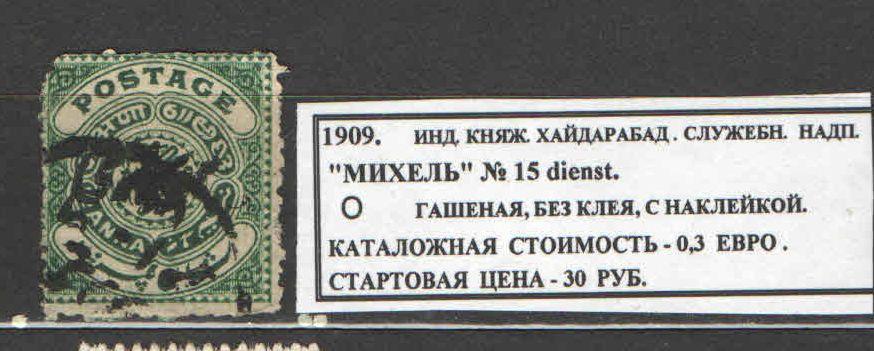 POSTAGE
ANNA
1909. ИНД. КНЯЖ. ХАЙДАРАБАД. СЛУЖЕБН. НАДП.
"МИХЕЛЬ" № 15 dienst.
O ГАШЕНАЯ, БЕЗ КЛЕЯ, С НАКЛЕЙКОЙ.
КАТАЛОЖНАЯ СТОИМОСТЬ - 0,3 ЕВРО.
СТАРТОВАЯ ЦЕНА - 30 РУБ.